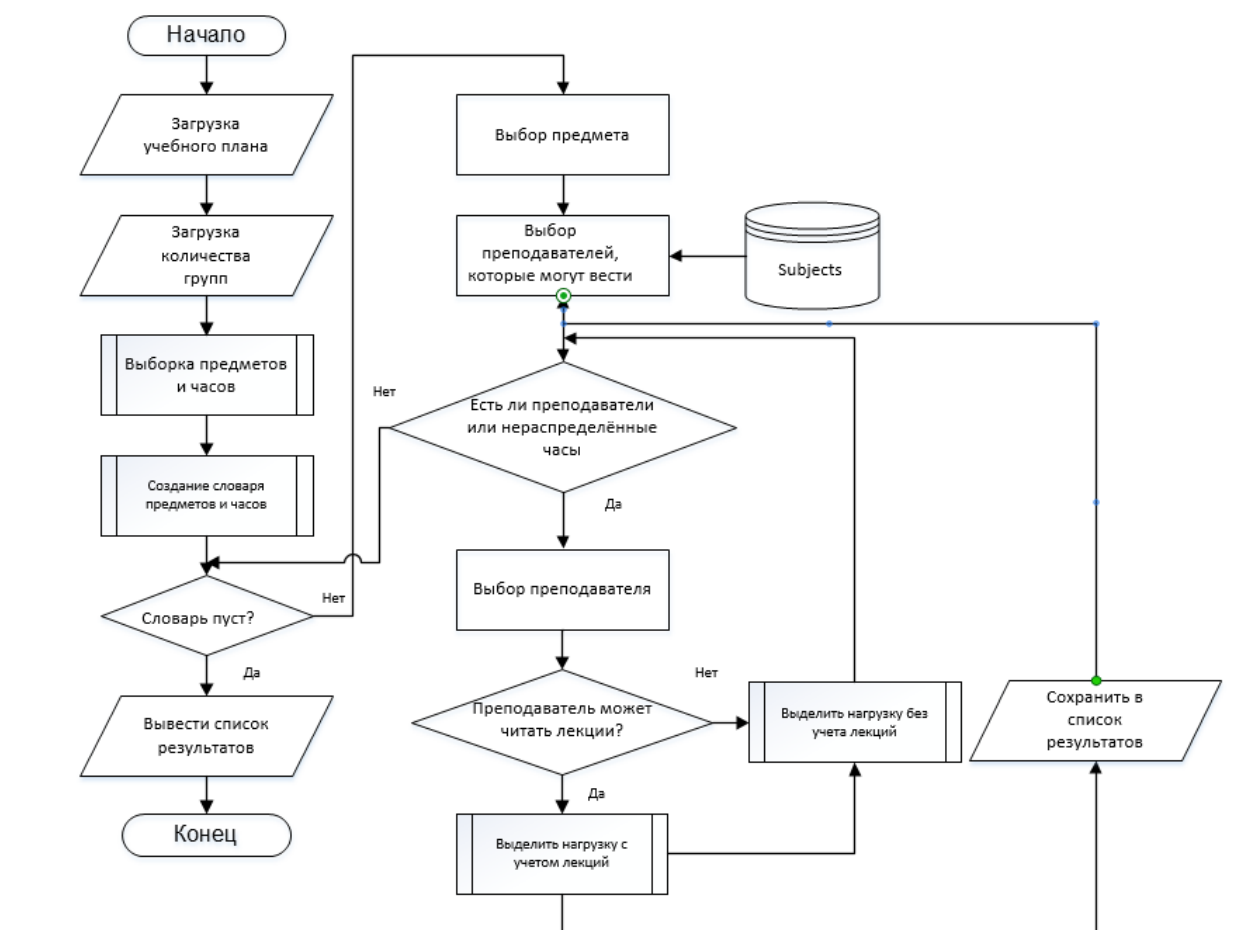 Начало
Загрузка
учебного плана
Загрузка
количества
групп
Выборка предметов
и часов
Создание словаря
предметов и часов
Словарь пуст?
Нет
Да
Вывести список
результатов
Конец
Выбор предмета
Выбор
преподавателей,
которые могут вести
Subjects
Есть ли преподаватели
или нераспределённые
часы
Нет
Да
Выбор преподавателя
Преподаватель может
читать лекции?
Нет
Да
Выделить нагрузку с
учетом лекций
Выделить нагрузку без
учета лекций
Сохранить в
список
результатов